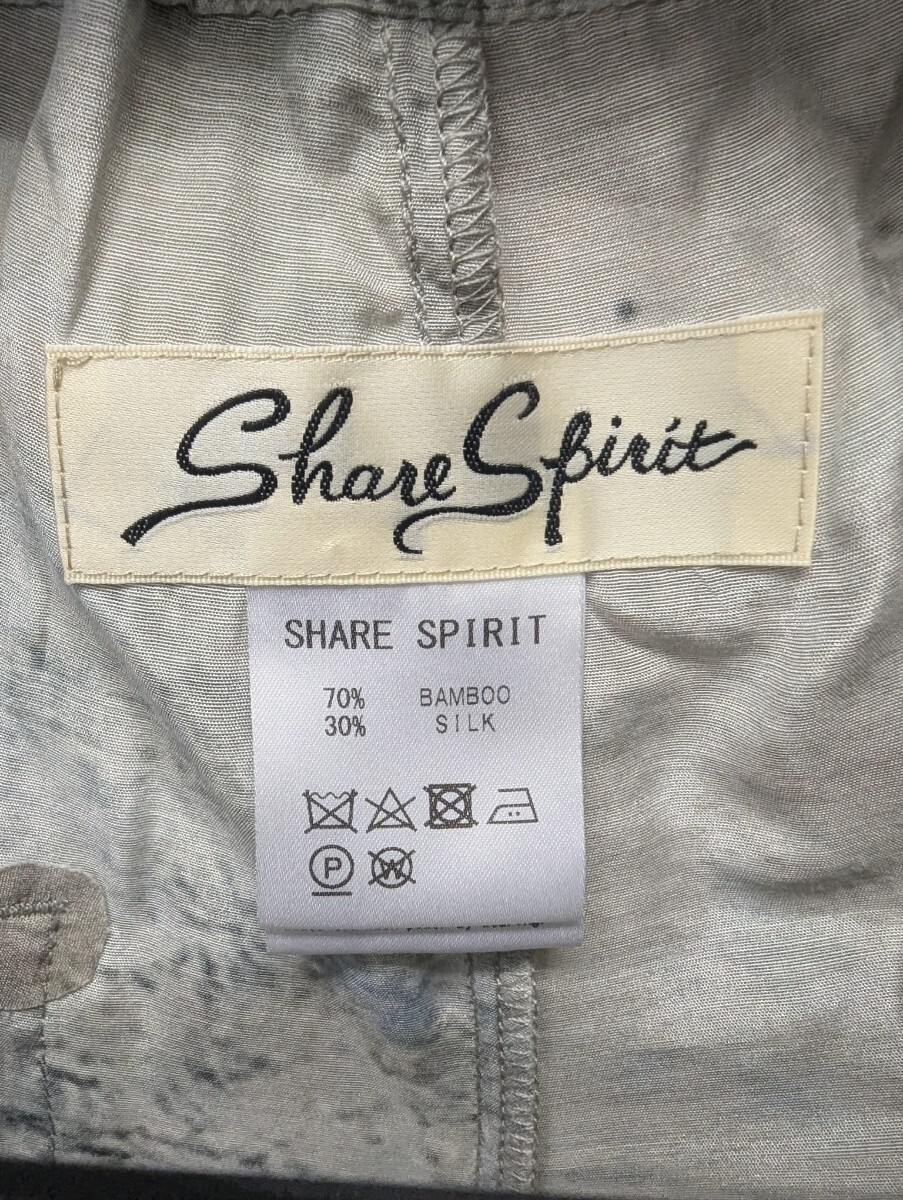 Share Spirit
SHARE SPIRIT
70% BAMBOO
30% SILK
P
W